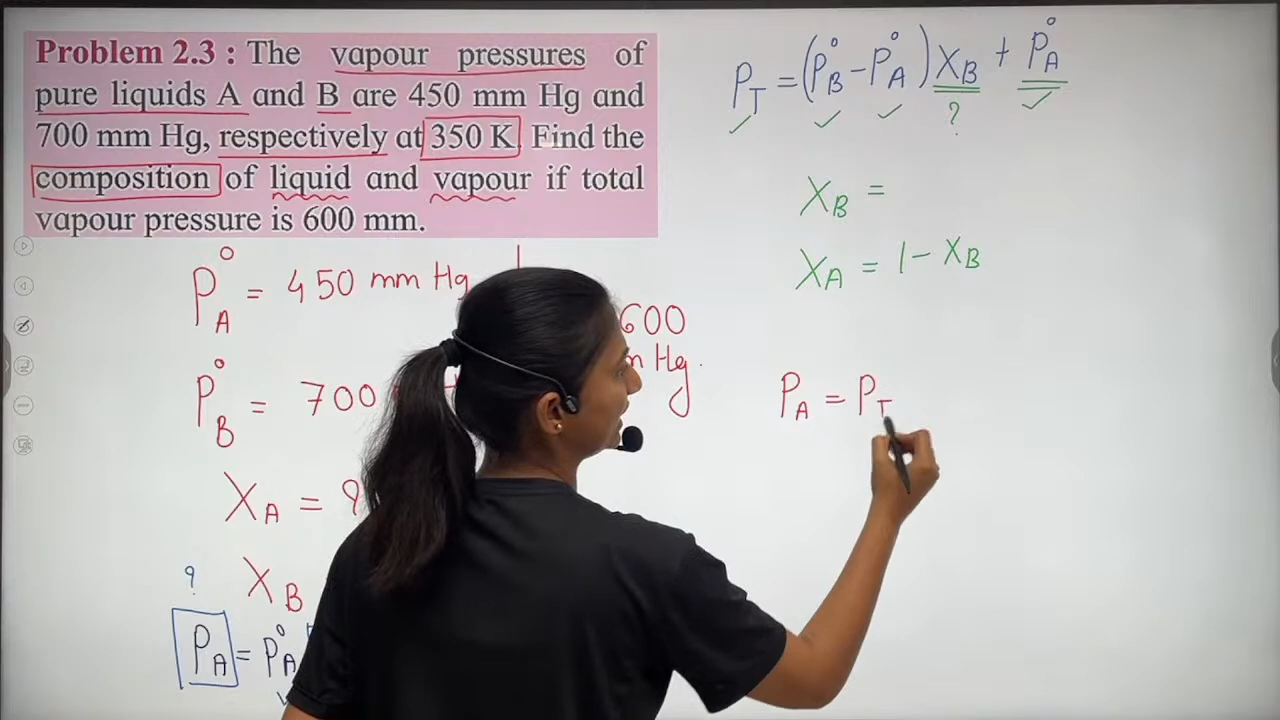 Problem 2.3 : The vapour pressures of
pure liquids A and B are 450 mm Hg and
700 mm Hg, respectively at 350 K. Find the
composition of liquid and vapour if total
vapour pressure is 600 mm.
P°A = 450 mm Hg
600
Hg.
P°B = 700
XA =
XB
?
PA = P°A
PT = (P°B - P°A) XB + P°A
?
XB =
XA = 1 - XB
PA = PT